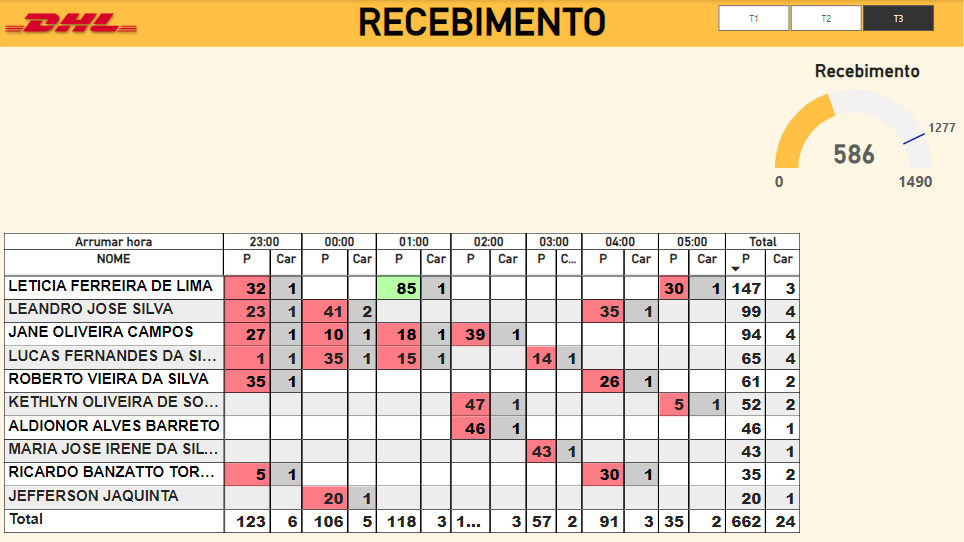 DHL RECEBIMENTO T1 T2 T3
Recebimento
1277
586
0 1490
Arrumar hora 23:00 00:00 01:00 02:00 03:00 04:00 05:00 Total
NOME P Car P Car P Car P Car P C... P Car P Car P Car
LETICIA FERREIRA DE LIMA 32 1 85 1 30 1 147 3
LEANDRO JOSE SILVA 23 1 41 2 35 1 99 4
JANE OLIVEIRA CAMPOS 27 1 10 1 18 1 39 1 94 4
LUCAS FERNANDES DA SI... 1 1 35 1 15 1 14 1 65 4
ROBERTO VIEIRA DA SILVA 35 1 26 1 61 2
KETHLYN OLIVEIRA DE SO... 47 1 5 1 52 2
ALDIONOR ALVES BARRETO 46 1 46 1
MARIA JOSE IRENE DA SIL... 43 1 43 1
RICARDO BANZATTO TOR... 5 1 30 1 35 2
JEFFERSON JAQUINTA 20 1 20 1
Total 123 6 106 5 118 3 1... 3 57 2 91 3 35 2 662 24